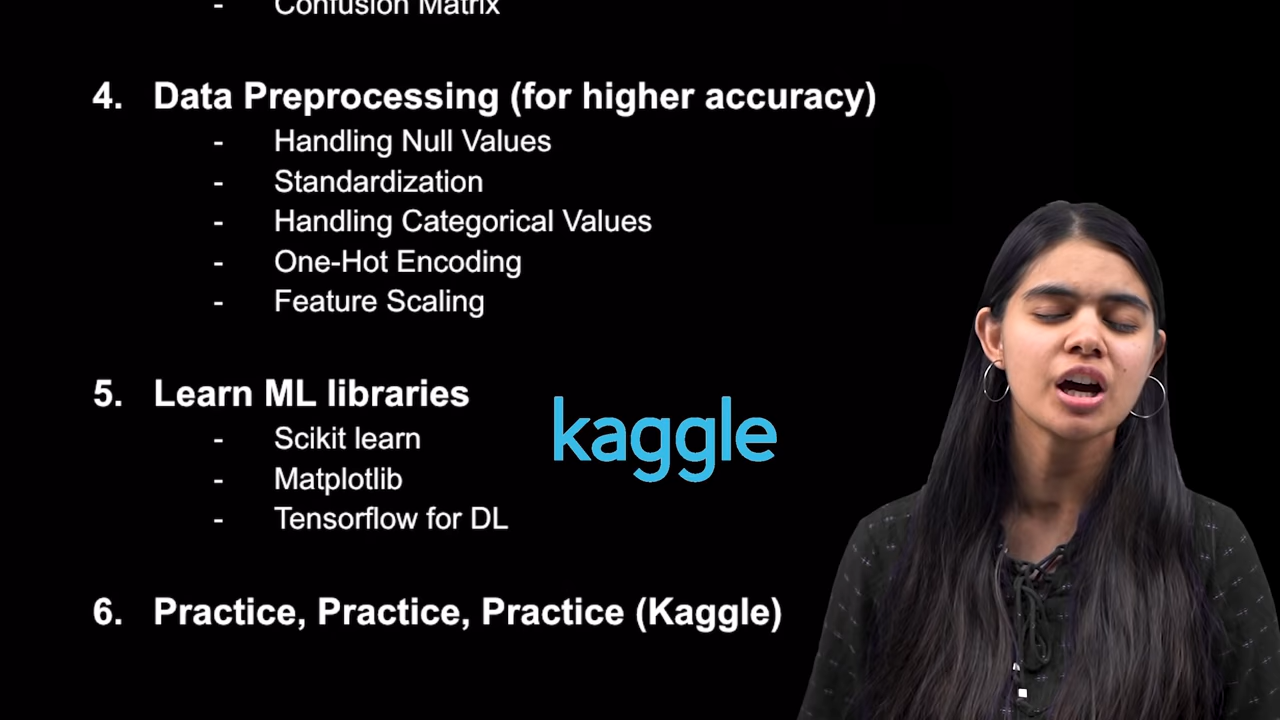 - Confusion Matrix
4. Data Preprocessing (for higher accuracy)
- Handling Null Values
- Standardization
- Handling Categorical Values
- One-Hot Encoding
- Feature Scaling
5. Learn ML libraries
kaggle
- Scikit learn
- Matplotlib
- Tensorflow for DL
6. Practice, Practice, Practice (Kaggle)